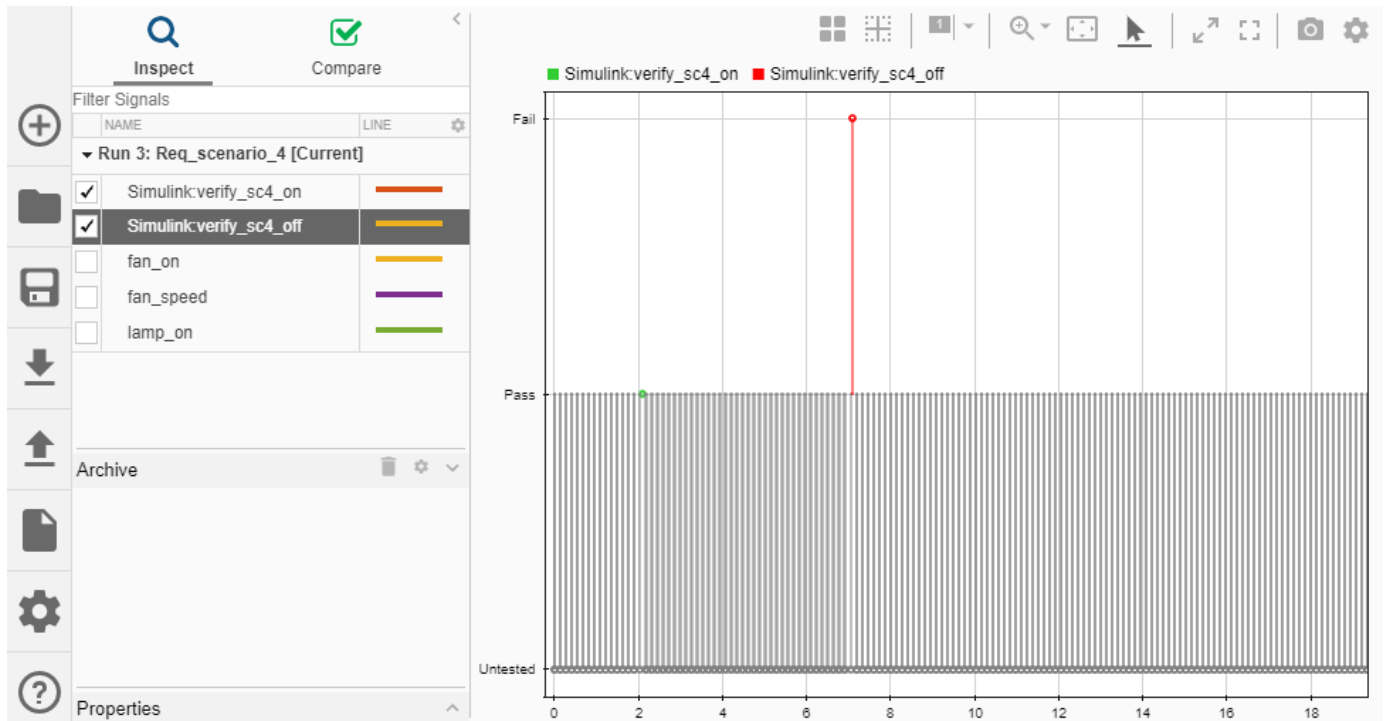 Inspect
Compare
Filter Signals
NAME LINE
Run 3: Req_scenario_4 [Current]
Simulink:verify_sc4_on
Simulink:verify_sc4_off
fan_on
fan_speed
lamp_on
Archive
Properties
1
Simulink:verify_sc4_on Simulink:verify_sc4_off
Fail
Pass
Untested
0 2 4 6 8 10 12 14 16 18